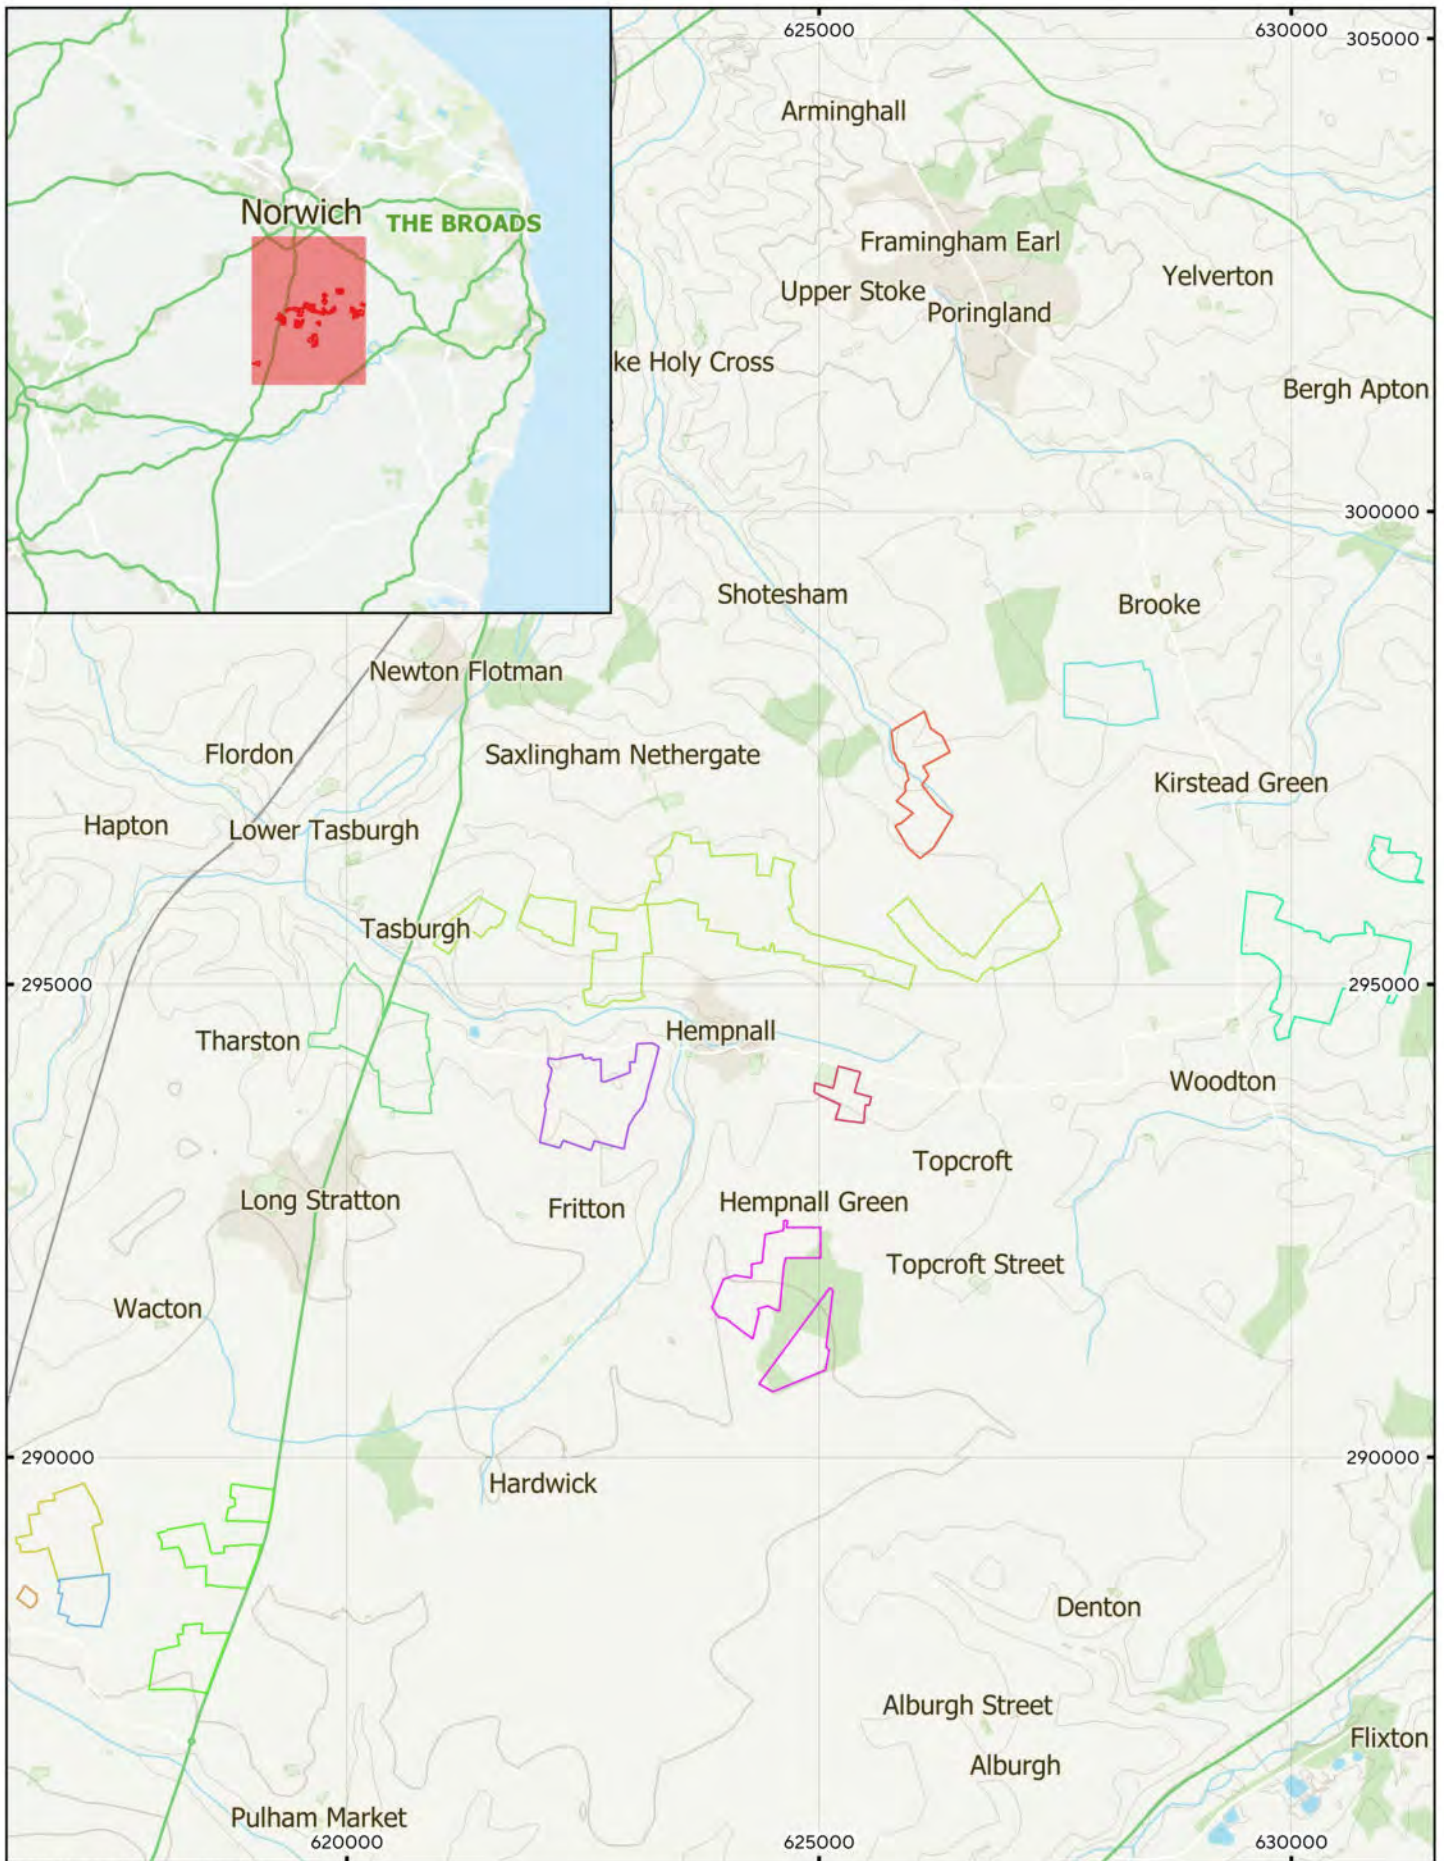 625000
630000
305000
Arminghall
Norwich
THE BROADS
Framingham Earl
Yelverton
Upper Stoke
Poringland
ke Holy Cross
Bergh Apton
300000
Shotesham
Brooke
Newton Flotman
Flordon
Saxlingham Nethergate
Kirstead Green
Hapton
Lower Tasburgh
Tasburgh
295000
295000
Tharston
Hempnall
Woodton
Topcroft
Long Stratton
Fritton
Hempnall Green
Topcroft Street
Wacton
290000
290000
Hardwick
Denton
Alburgh Street
Flixton
Alburgh
Pulham Market
620000
625000
630000